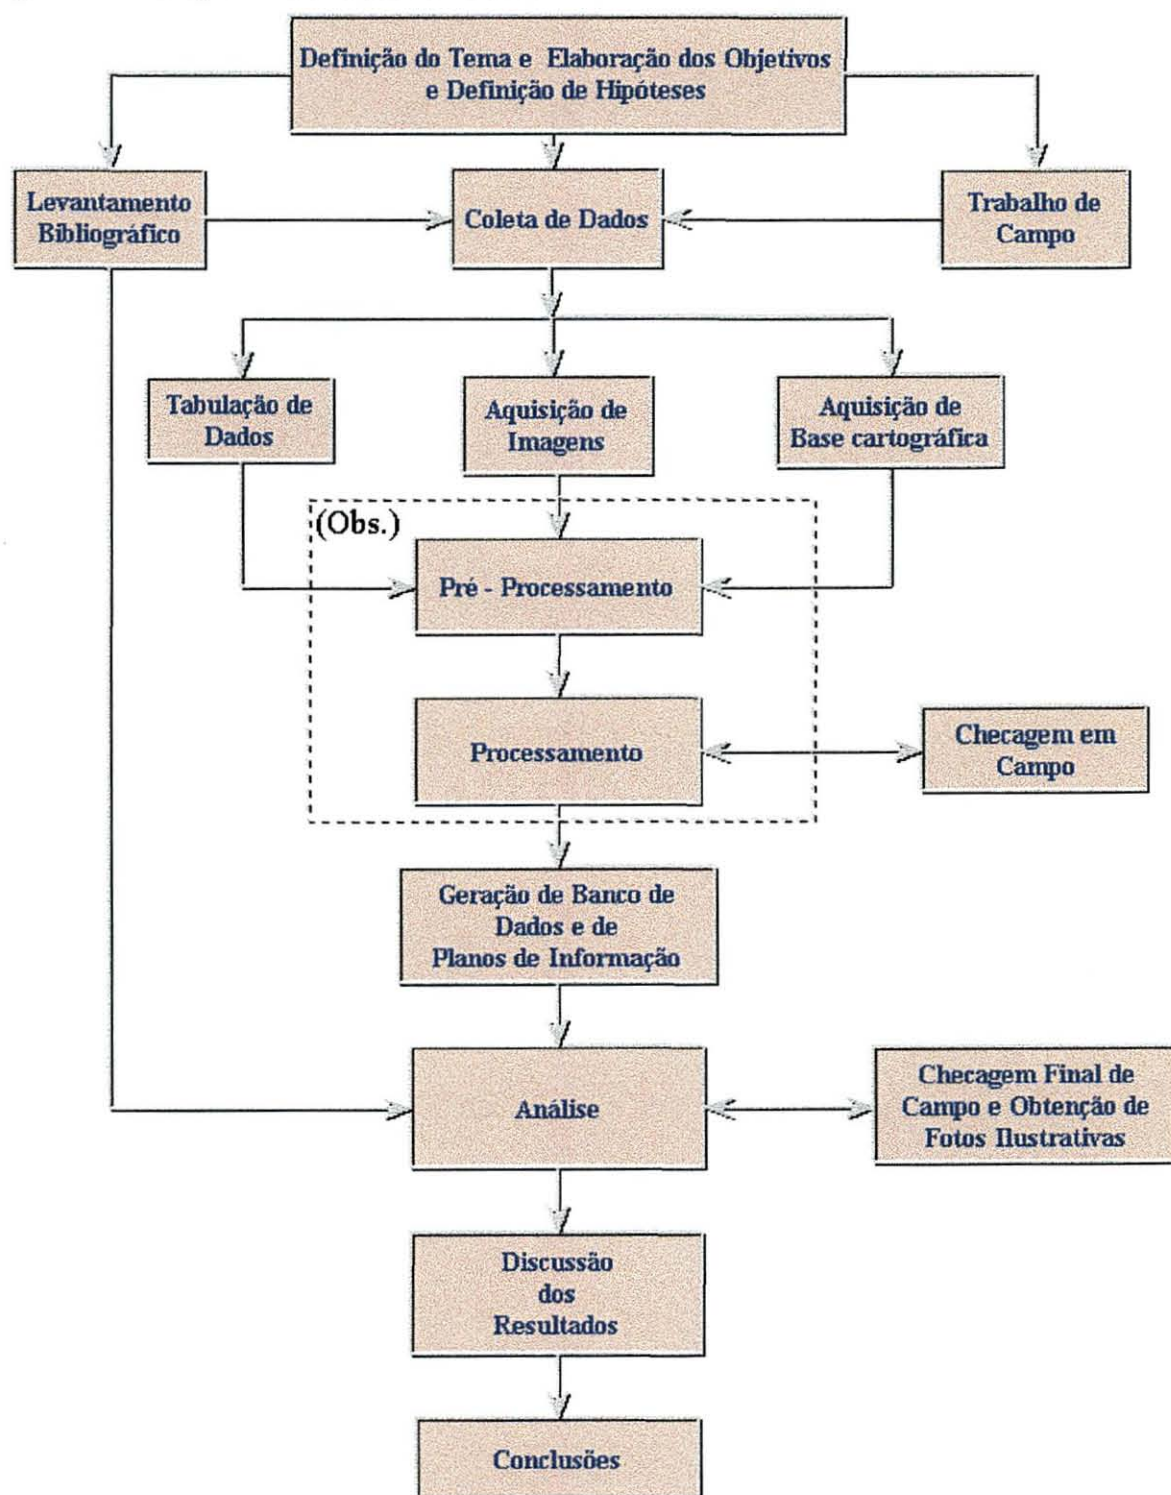 Definição do Tema e Elaboração dos Objetivos
e Definição de Hipóteses
Levantamento
Bibliográfico
Coleta de Dados
Trabalho de
Campo
Tabulação de
Dados
Aquisição de
Imagens
Aquisição de
Base cartográfica
(Obs.)
Pré - Processamento
Processamento
Checagem em
Campo
Geração de Banco de
Dados e de
Planos de Informação
Análise
Checagem Final de
Campo e Obtenção de
Fotos Ilustrativas
Discussão
dos
Resultados
Conclusões